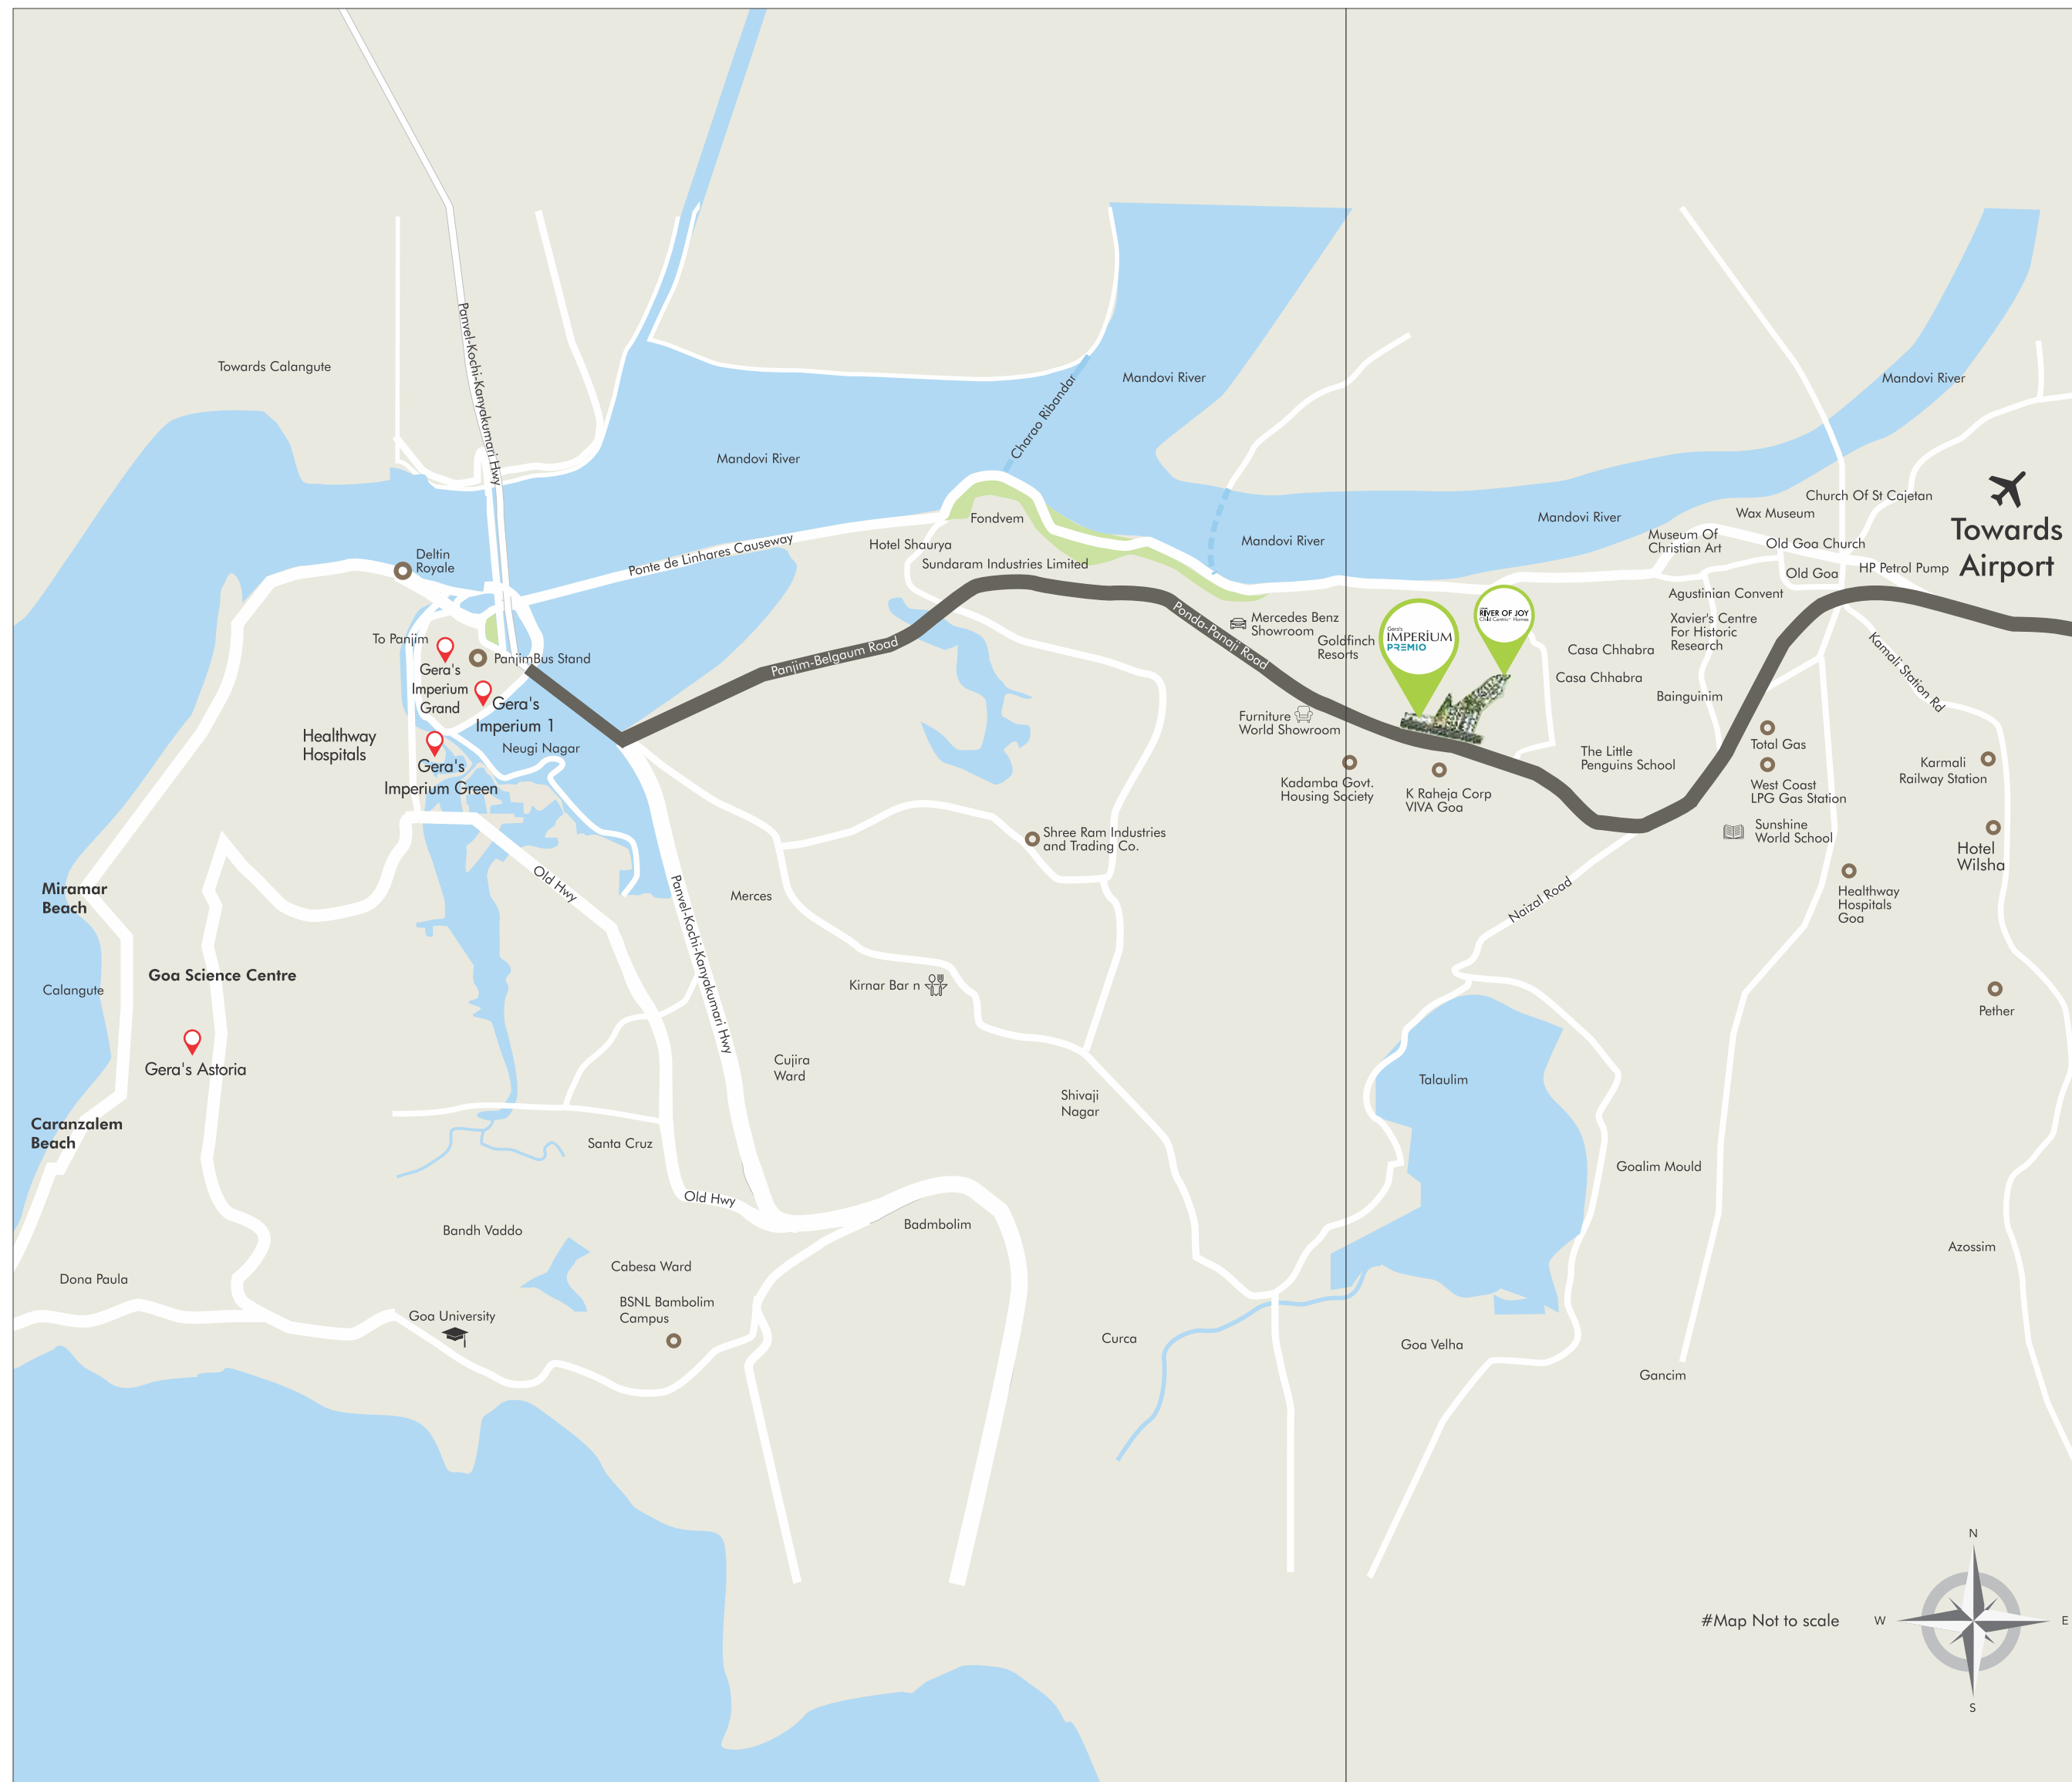 Panvel-Kochi-Kanyakumari Hwy
Towards Calangute
Mandovi River
Mandovi River
Mandovi River
Charao Ribandar
Mandovi River
Mandovi River
Church Of St Cajetan
Wax Museum
Towards
Airport
Museum Of
Christian Art
Old Goa Church
HP Petrol Pump
Old Goa
Agustinian Convent
Xavier's Centre
For Historic
Research
Fondvem
Hotel Shaurya
Sundaram Industries Limited
Ponte de Linhares Causeway
Deltin
Royale
To Panjim
Gera's
Imperium
Grand
PanjimBus Stand
Gera's
Imperium 1
Neugi Nagar
Healthway
Hospitals
Gera's
Imperium Green
Panjim-Belgaum Road
Ponda-Panaji Road
Mercedes Benz
Showroom
Goldfinch
Resorts
Gera's
IMPERIUM
PREMIO
RIVER OF JOY
Child Centric™ Homes
Casa Chhabra
Casa Chhabra
Bainguinim
Kamali Station Rd
Furniture
World Showroom
Kadamba Govt.
Housing Society
K Raheja Corp
VIVA Goa
The Little
Penguins School
Total Gas
West Coast
LPG Gas Station
Karmali
Railway Station
Sunshine
World School
Hotel
Wilsha
Healthway
Hospitals
Goa
Shree Ram Industries
and Trading Co.
Miramar
Beach
Old Hwy
Panvel-Kochi-Kanyakumari Hwy
Merces
Naizal Road
Goa Science Centre
Calangute
Kirnar Bar n
Pether
Gera's Astoria
Cujira
Ward
Shivaji
Nagar
Talaulim
Caranzalem
Beach
Santa Cruz
Goalim Mould
Old Hwy
Bandh Vaddo
Badmbolim
Azossim
Dona Paula
Cabesa Ward
Goa University
BSNL Bambolim
Campus
Curca
Goa Velha
Gancim
N
#Map Not to scale
W
E
S